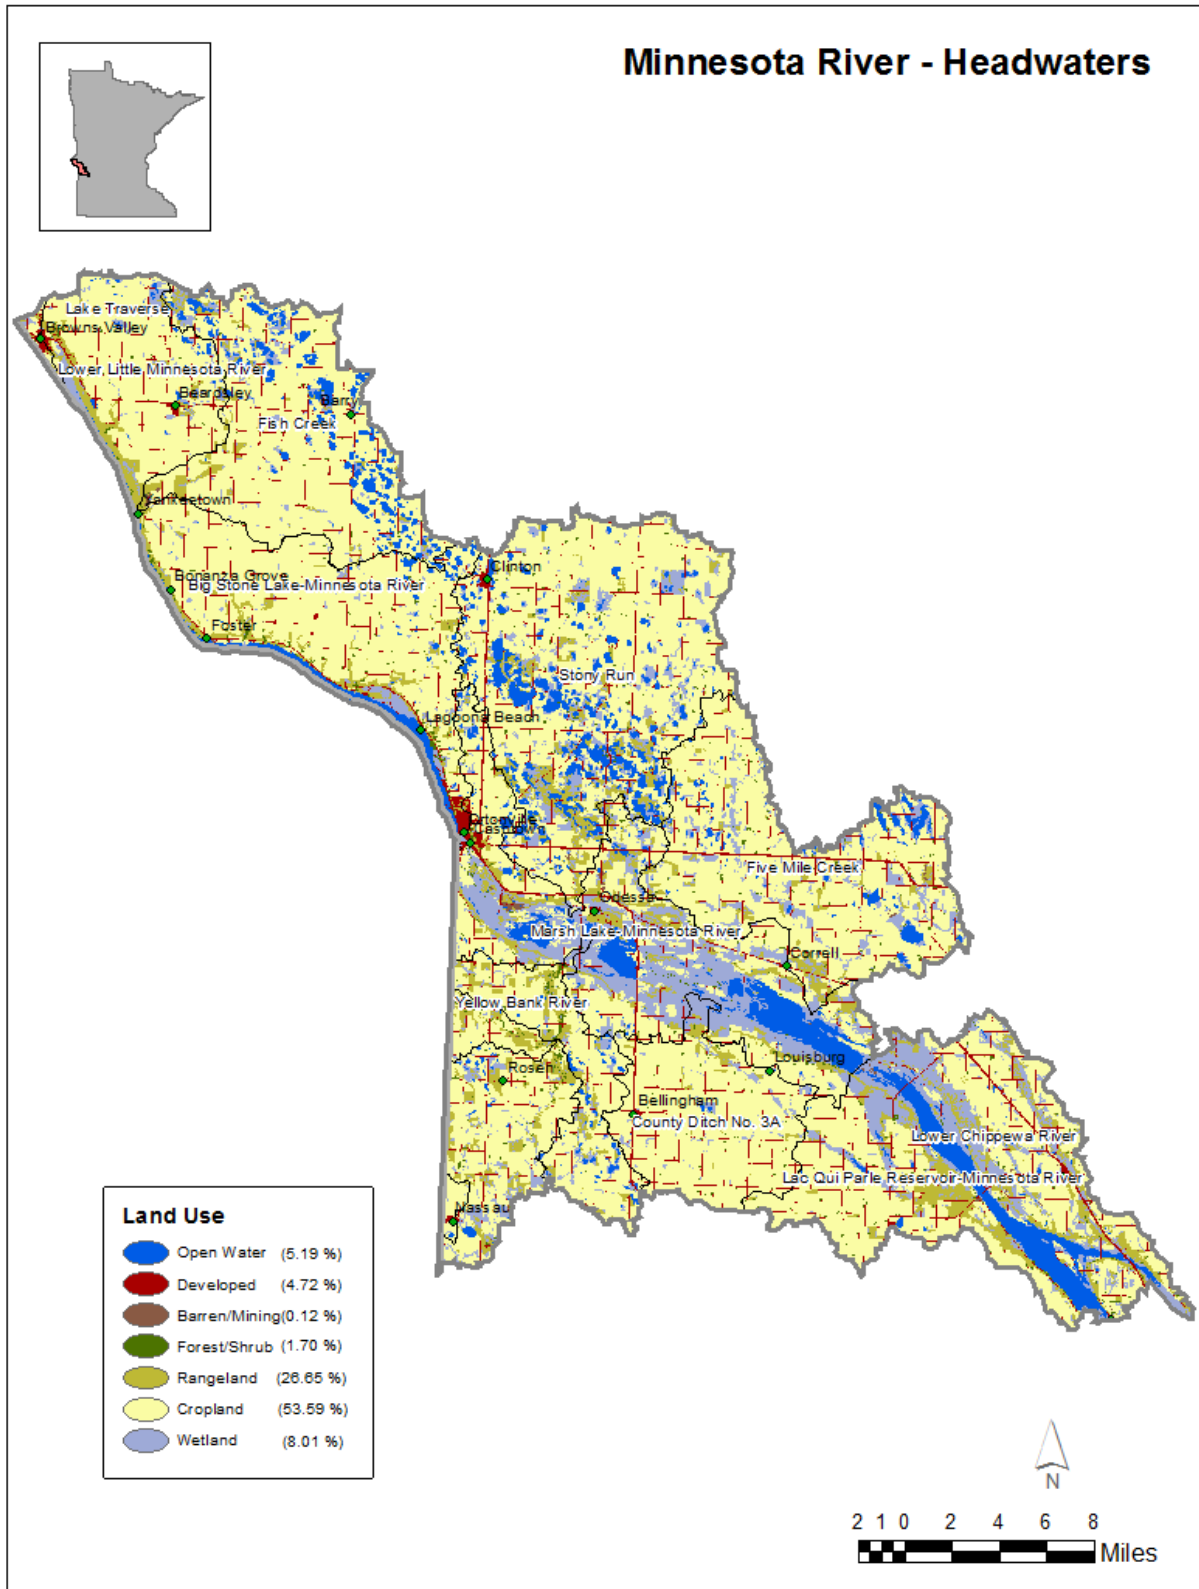 Minnesota River - Headwaters
Lake Traverse
Browns Valley
Lower Little Minnesota River
Beardsley
Barry
Fish Creek
Yankeetown
Clinton
Bonanza Grove
Big Stone Lake-Minnesota River
Foster
Stony Run
Lagoona Beach
Ortonville
Five Mile Creek
Odessa
Marsh Lake-Minnesota River
Correll
Yellow Bank River
Louisburg
Rosen
Bellingham
County Ditch No. 3A
Lower Chippewa River
Lac Qui Parle Reservoir-Minnesota River
Nassau
Land Use
Open Water (5.19 %)
Developed (4.72 %)
Barren/Mining(0.12 %)
Forest/Shrub (1.70 %)
Rangeland (26.65 %)
Cropland (53.59 %)
Wetland (8.01 %)
N
2 1 0 2 4 6 8
Miles